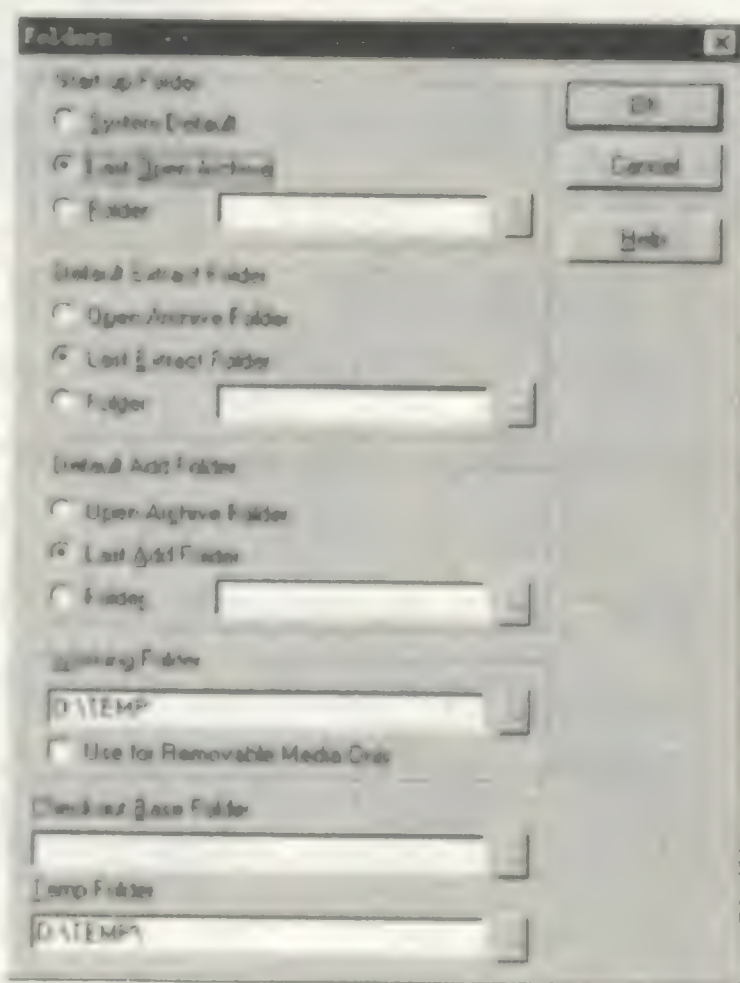 Folders
Start up Folder
System Default
Last Open Archive
Folder
OK
Cancel
Help
Default Extract Folder
Open Archive Folder
Last Extract Folder
Folder
Default Add Folder
Open Archive Folder
Last Add Folder
Folder
Working Folder
D:\TEMP
Use for Removable Media Only
Checkout Base Folder
Temp Folder
D:\TEMP\